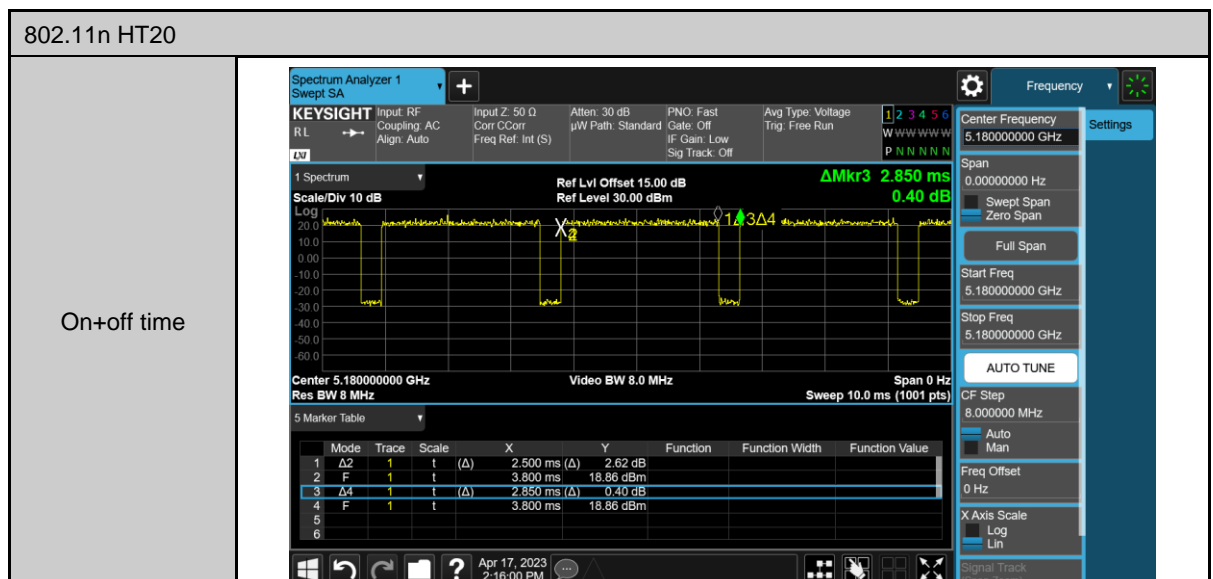 802.11n HT20
On+off time
Spectrum Analyzer 1
Swept SA
Frequency
KEYSIGHT
R L
LXI
Input: RF
Coupling: AC
Align: Auto
Input Z: 50 Ω
Corr CCorr
Freq Ref: Int (S)
Atten: 30 dB
µW Path: Standard
PNO: Fast
Gate: Off
IF Gain: Low
Sig Track: Off
Avg Type: Voltage
Trig: Free Run
1 2 3 4 5 6
W W W W W W
P N N N N N
1 Spectrum
Scale/Div 10 dB
Ref Lvl Offset 15.00 dB
Ref Level 30.00 dBm
ΔMkr3 2.850 ms
0.40 dB
Log
20.0
10.0
0.00
-10.0
-20.0
-30.0
-40.0
-50.0
-60.0
X2
1Δ3Δ4
Center 5.180000000 GHz
Res BW 8 MHz
Video BW 8.0 MHz
Span 0 Hz
Sweep 10.0 ms (1001 pts)
5 Marker Table
Mode Trace Scale X Y Function Function Width Function Value
1 Δ2 1 t (Δ) 2.500 ms (Δ) 2.62 dB
2 F 1 t 3.800 ms 18.86 dBm
3 Δ4 1 t (Δ) 2.850 ms (Δ) 0.40 dB
4 F 1 t 3.800 ms 18.86 dBm
5
6
?
Apr 17, 2023
2:16:00 PM
Center Frequency
5.180000000 GHz
Settings
Span
0.00000000 Hz
Swept Span
Zero Span
Full Span
Start Freq
5.180000000 GHz
Stop Freq
5.180000000 GHz
AUTO TUNE
CF Step
8.000000 MHz
Auto
Man
Freq Offset
0 Hz
X Axis Scale
Log
Lin
Signal Track